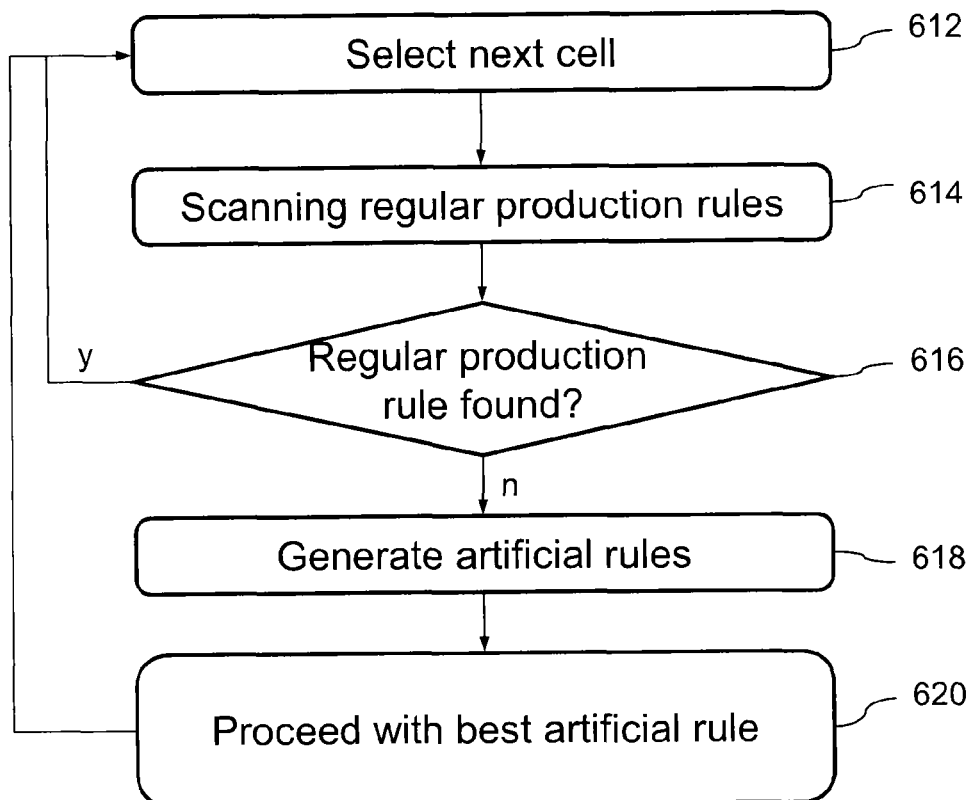 Select next cell
612
Scanning regular production rules
614
Regular production
rule found?
616
y
n
Generate artificial rules
618
Proceed with best artificial rule
620